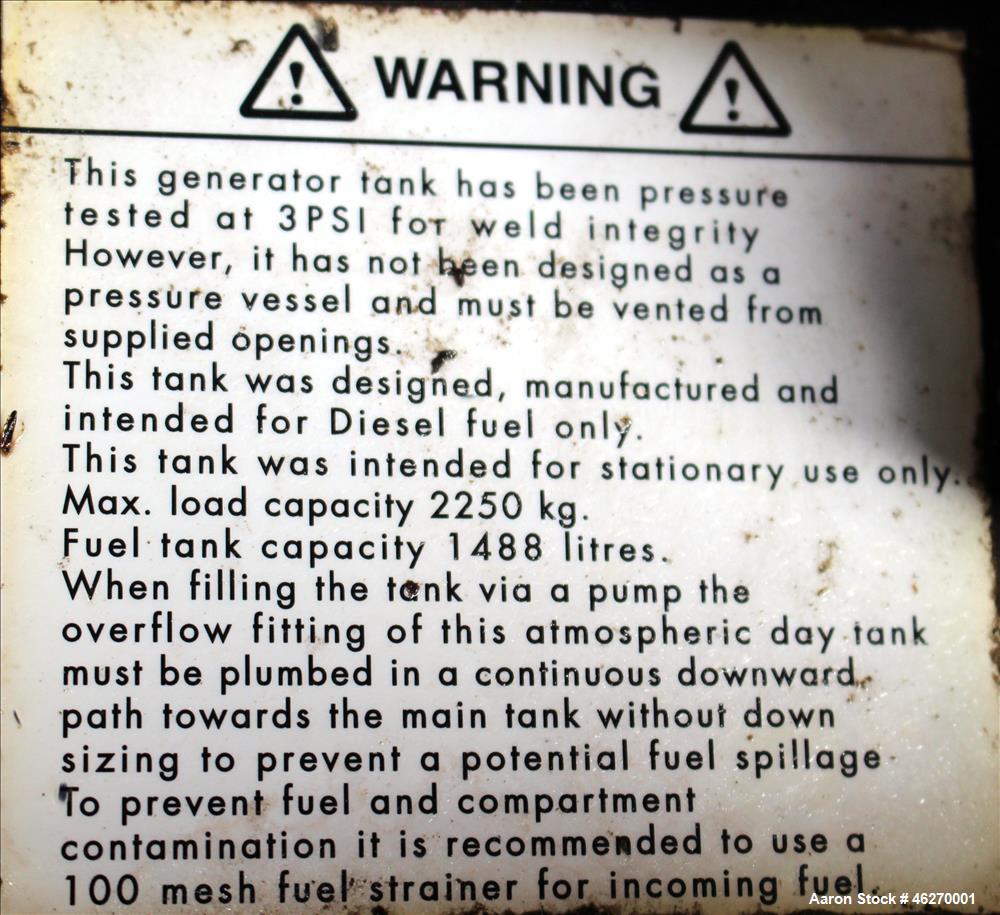 WARNING
This generator tank has been pressure
tested at 3PSI for weld integrity
However, it has not been designed as a
pressure vessel and must be vented from
supplied openings.
This tank was designed, manufactured and
intended for Diesel fuel only.
This tank was intended for stationary use only.
Max. load capacity 2250 kg.
Fuel tank capacity 1488 litres.
When filling the tank via a pump the
overflow fitting of this atmospheric day tank
must be plumbed in a continuous downward
path towards the main tank without down
sizing to prevent a potential fuel spillage
To prevent fuel and compartment
contamination it is recommended to use a
100 mesh fuel strainer for incoming fuel.
Aaron Stock # 46270001